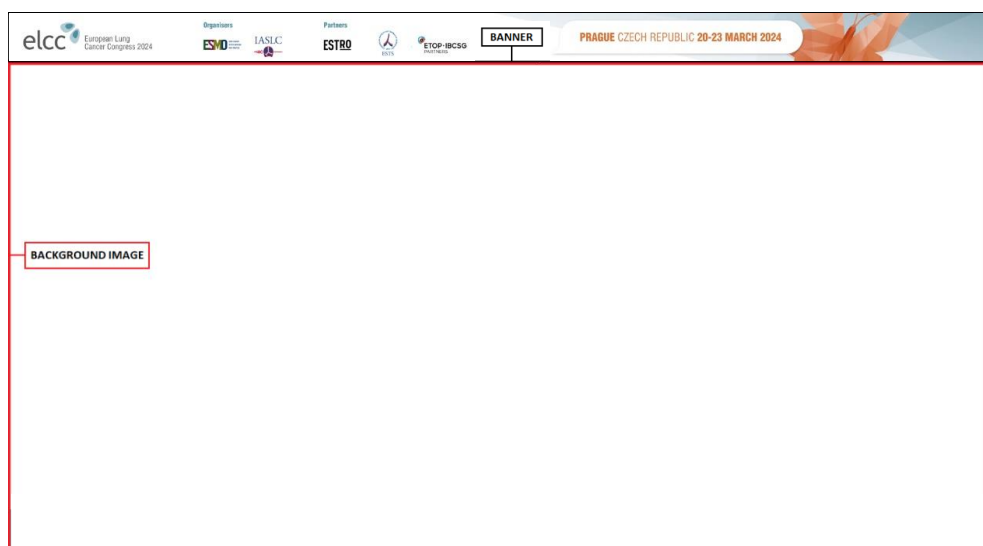 elcc
European Lung
Cancer Congress 2024
Organisers
ESMO
IASLC
Partners
ESTRO
ESTS
ETOP-IBCSG
PARTNERS
BANNER
PRAGUE CZECH REPUBLIC 20-23 MARCH 2024
BACKGROUND IMAGE